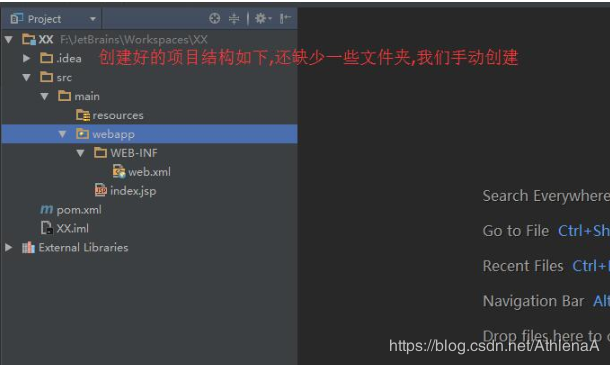 Project
XX F:\JetBrains\Workspaces\XX
.idea
创建好的项目结构如下,还缺少一些文件夹,我们手动创建
src
main
resources
webapp
WEB-INF
web.xml
index.jsp
pom.xml
XX.iml
External Libraries
Search Everywhere
Go to File Ctrl+Sh
Recent Files Ctrl+
Navigation Bar Al
Drop files here to
https://blog.csdn.net/AthlenaA